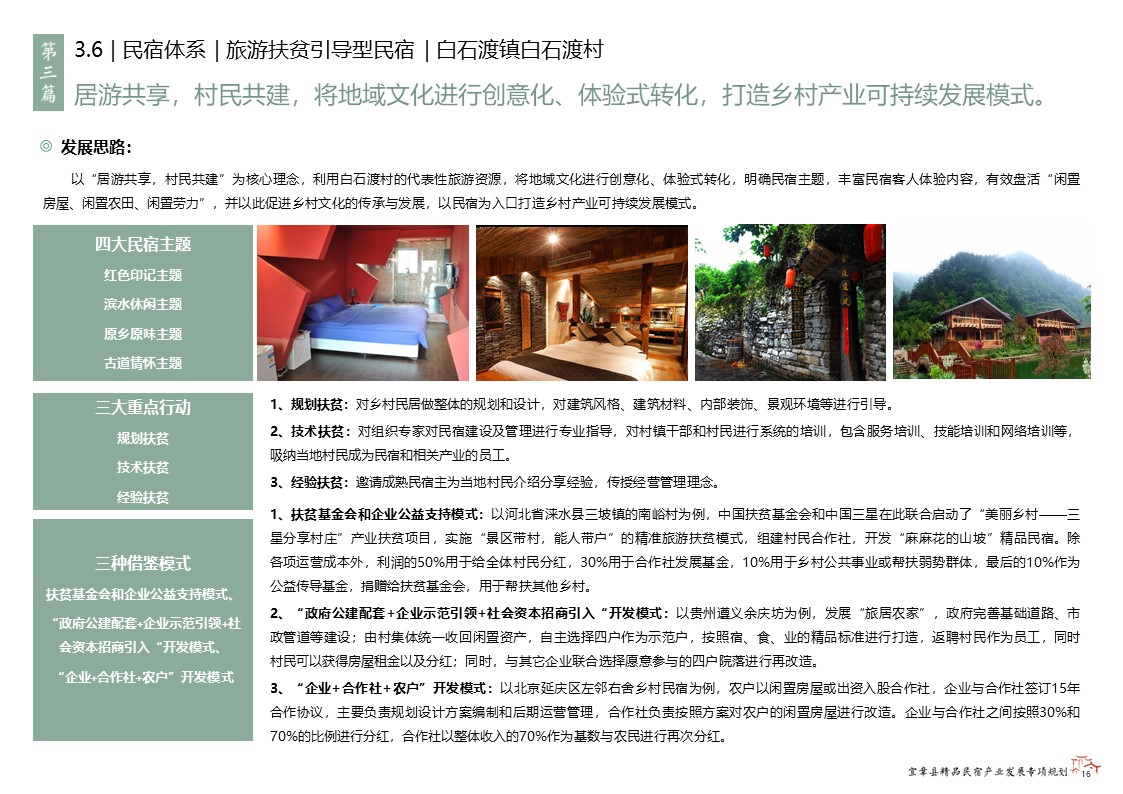 第三篇
3.6 | 民宿体系 | 旅游扶贫引导型民宿 | 白石渡镇白石渡村
居游共享，村民共建，将地域文化进行创意化、体验式转化，打造乡村产业可持续发展模式。
◎ 发展思路：
以“居游共享，村民共建”为核心理念，利用白石渡村的代表性旅游资源，将地域文化进行创意化、体验式转化，明确民宿主题，丰富民宿客人体验内容，有效盘活“闲置
房屋、闲置农田、闲置劳力”，并以此促进乡村文化的传承与发展，以民宿为入口打造乡村产业可持续发展模式。
四大民宿主题
红色印记主题
滨水休闲主题
原乡原味主题
古道情怀主题
三大重点行动
规划扶贫
技术扶贫
经验扶贫
1、规划扶贫：对乡村民居做整体的规划和设计，对建筑风格、建筑材料、内部装饰、景观环境等进行引导。
2、技术扶贫：对组织专家对民宿建设及管理进行专业指导，对村镇干部和村民进行系统的培训，包含服务培训、技能培训和网络培训等，
吸纳当地村民成为民宿和相关产业的员工。
3、经验扶贫：邀请成熟民宿主为当地村民介绍分享经验，传授经营管理理念。
三种借鉴模式
扶贫基金会和企业公益支持模式、
“政府公建配套+企业示范引领+社
会资本招商引入“开发模式、
“企业+合作社+农户”开发模式
1、扶贫基金会和企业公益支持模式：以河北省涞水县三坡镇的南峪村为例，中国扶贫基金会和中国三星在此联合启动了“美丽乡村——三
星分享村庄”产业扶贫项目，实施“景区带村，能人带户”的精准旅游扶贫模式，组建村民合作社，开发“麻麻花的山坡”精品民宿。除
各项运营成本外，利润的50%用于给全体村民分红，30%用于合作社发展基金，10%用于乡村公共事业或帮扶弱势群体，最后的10%作为
公益传导基金，捐赠给扶贫基金会，用于帮扶其他乡村。
2、“政府公建配套+企业示范引领+社会资本招商引入“开发模式：以贵州遵义余庆坊为例，发展“旅居农家”，政府完善基础道路、市
政管道等建设；由村集体统一收回闲置资产，自主选择四户作为示范户，按照宿、食、业的精品标准进行打造，返聘村民作为员工，同时
村民可以获得房屋租金以及分红；同时，与其它企业联合选择愿意参与的四户院落进行再改造。
3、“企业+合作社+农户”开发模式：以北京延庆区左邻右舍乡村民宿为例，农户以闲置房屋或出资入股合作社，企业与合作社签订15年
合作协议，主要负责规划设计方案编制和后期运营管理，合作社负责按照方案对农户的闲置房屋进行改造。企业与合作社之间按照30%和
70%的比例进行分红，合作社以整体收入的70%作为基数与农民进行再次分红。
宜章县精品民宿产业发展专项规划
16